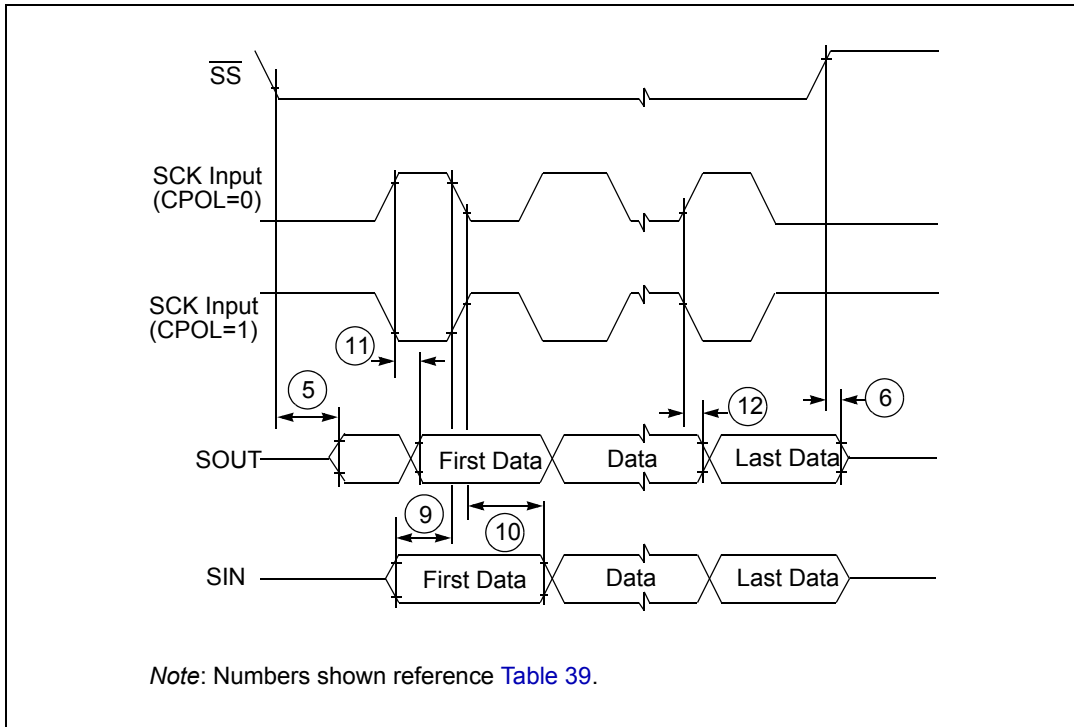 SS
SCK Input
(CPOL=0)
SCK Input
(CPOL=1)
11
5
12
6
SOUT
First Data
Data
Last Data
9
10
SIN
First Data
Data
Last Data
Note: Numbers shown reference Table 39.